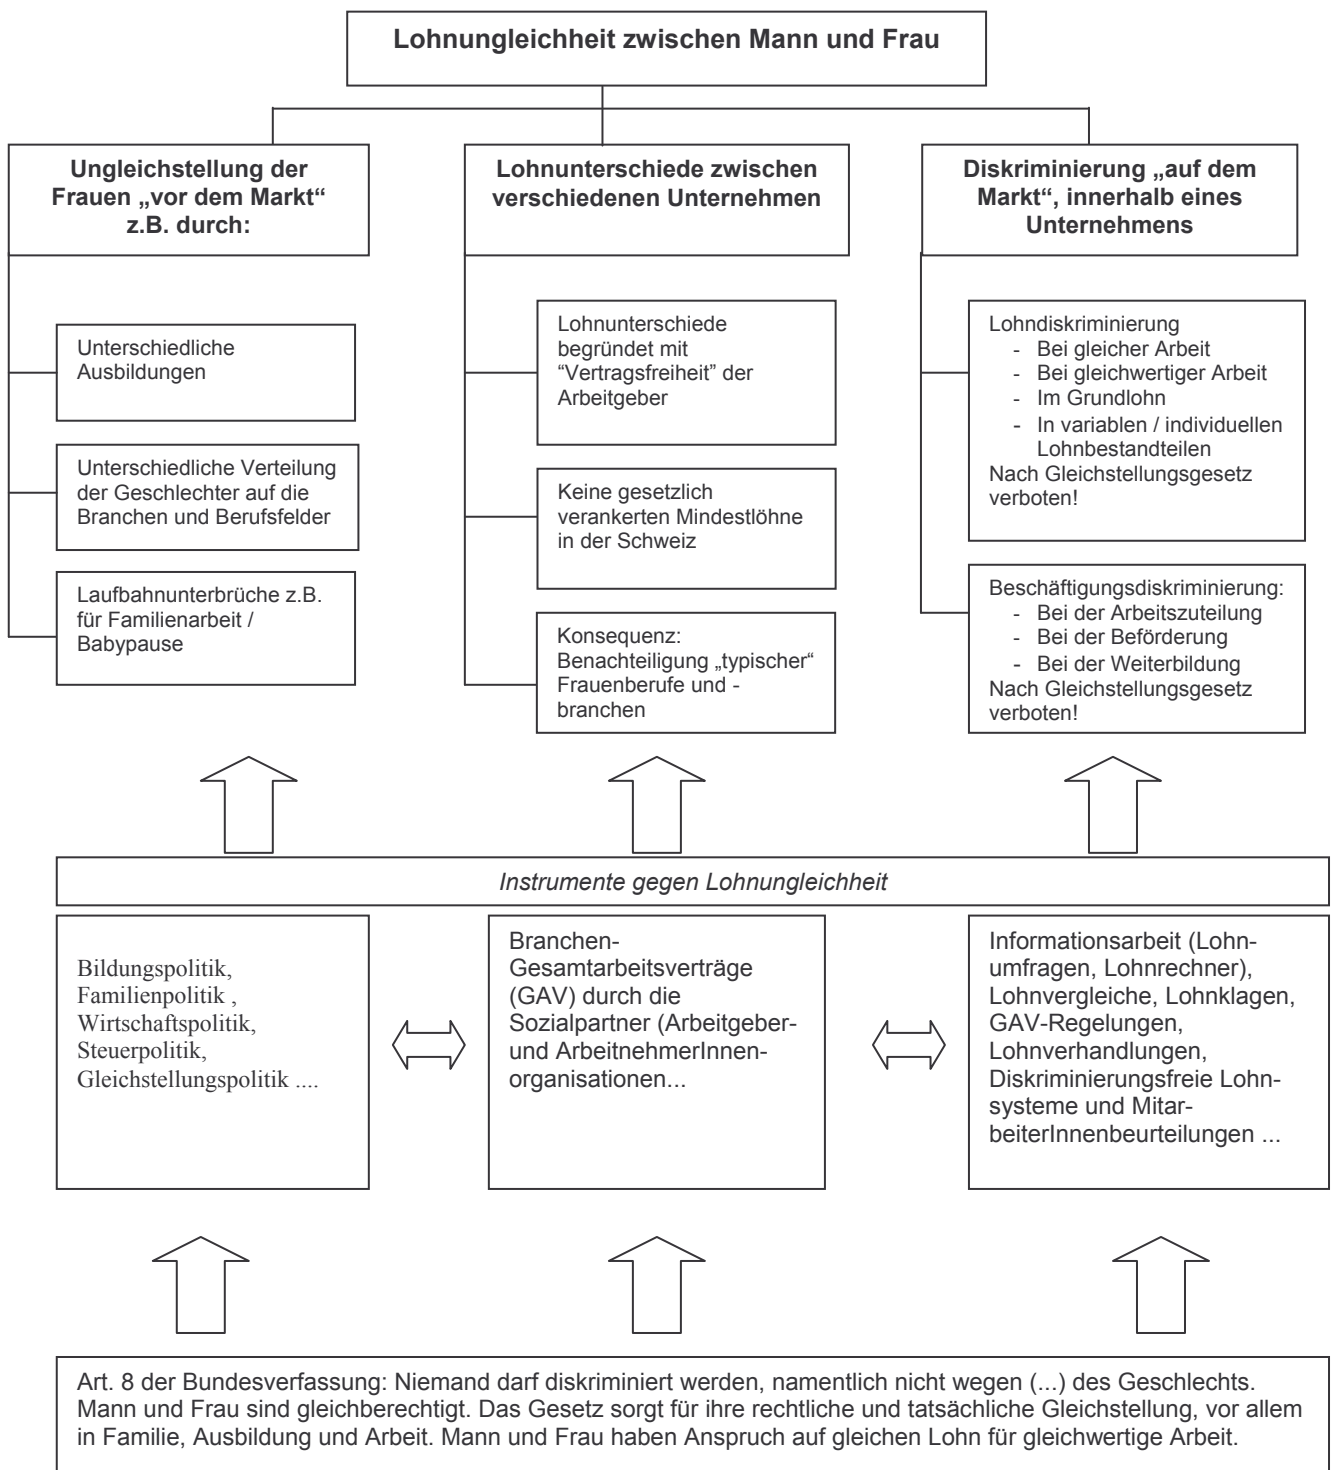 Lohnungleichheit zwischen Mann und Frau
Ungleichstellung der
Frauen „vor dem Markt“
z.B. durch:
Unterschiedliche
Ausbildungen
Unterschiedliche Verteilung
der Geschlechter auf die
Branchen und Berufsfelder
Laufbahnunterbrüche z.B.
für Familienarbeit /
Babypause
Lohnunterschiede zwischen
verschiedenen Unternehmen
Lohnunterschiede
begründet mit
“Vertragsfreiheit” der
Arbeitgeber
Keine gesetzlich
verankerten Mindestlöhne
in der Schweiz
Konsequenz:
Benachteiligung „typischer“
Frauenberufe und -
branchen
Diskriminierung „auf dem
Markt“, innerhalb eines
Unternehmens
Lohndiskriminierung
- Bei gleicher Arbeit
- Bei gleichwertiger Arbeit
- Im Grundlohn
- In variablen / individuellen
Lohnbestandteilen
Nach Gleichstellungsgesetz
verboten!
Beschäftigungsdiskriminierung:
- Bei der Arbeitszuteilung
- Bei der Beförderung
- Bei der Weiterbildung
Nach Gleichstellungsgesetz
verboten!
Instrumente gegen Lohnungleichheit
Bildungspolitik,
Familienpolitik ,
Wirtschaftspolitik,
Steuerpolitik,
Gleichstellungspolitik ....
Branchen-
Gesamtarbeitsverträge
(GAV) durch die
Sozialpartner (Arbeitgeber-
und ArbeitnehmerInnen-
organisationen...
Informationsarbeit (Lohn-
umfragen, Lohnrechner),
Lohnvergleiche, Lohnklagen,
GAV-Regelungen,
Lohnverhandlungen,
Diskriminierungsfreie Lohn-
systeme und Mitar-
beiterInnenbeurteilungen ...
Art. 8 der Bundesverfassung: Niemand darf diskriminiert werden, namentlich nicht wegen (...) des Geschlechts.
Mann und Frau sind gleichberechtigt. Das Gesetz sorgt für ihre rechtliche und tatsächliche Gleichstellung, vor allem
in Familie, Ausbildung und Arbeit. Mann und Frau haben Anspruch auf gleichen Lohn für gleichwertige Arbeit.